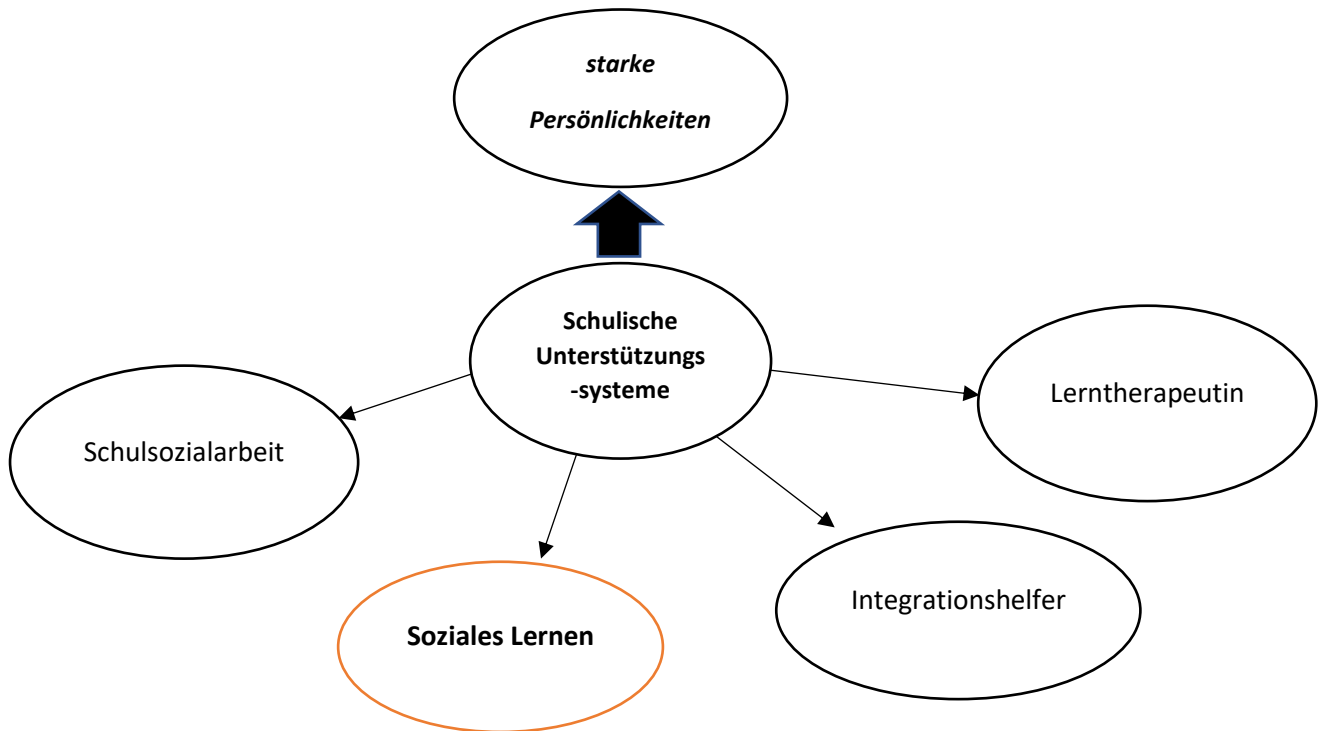 starke
Persönlichkeiten
Schulische
Unterstützungs
-systeme
Lerntherapeutin
Schulsozialarbeit
Integrationshelfer
Soziales Lernen